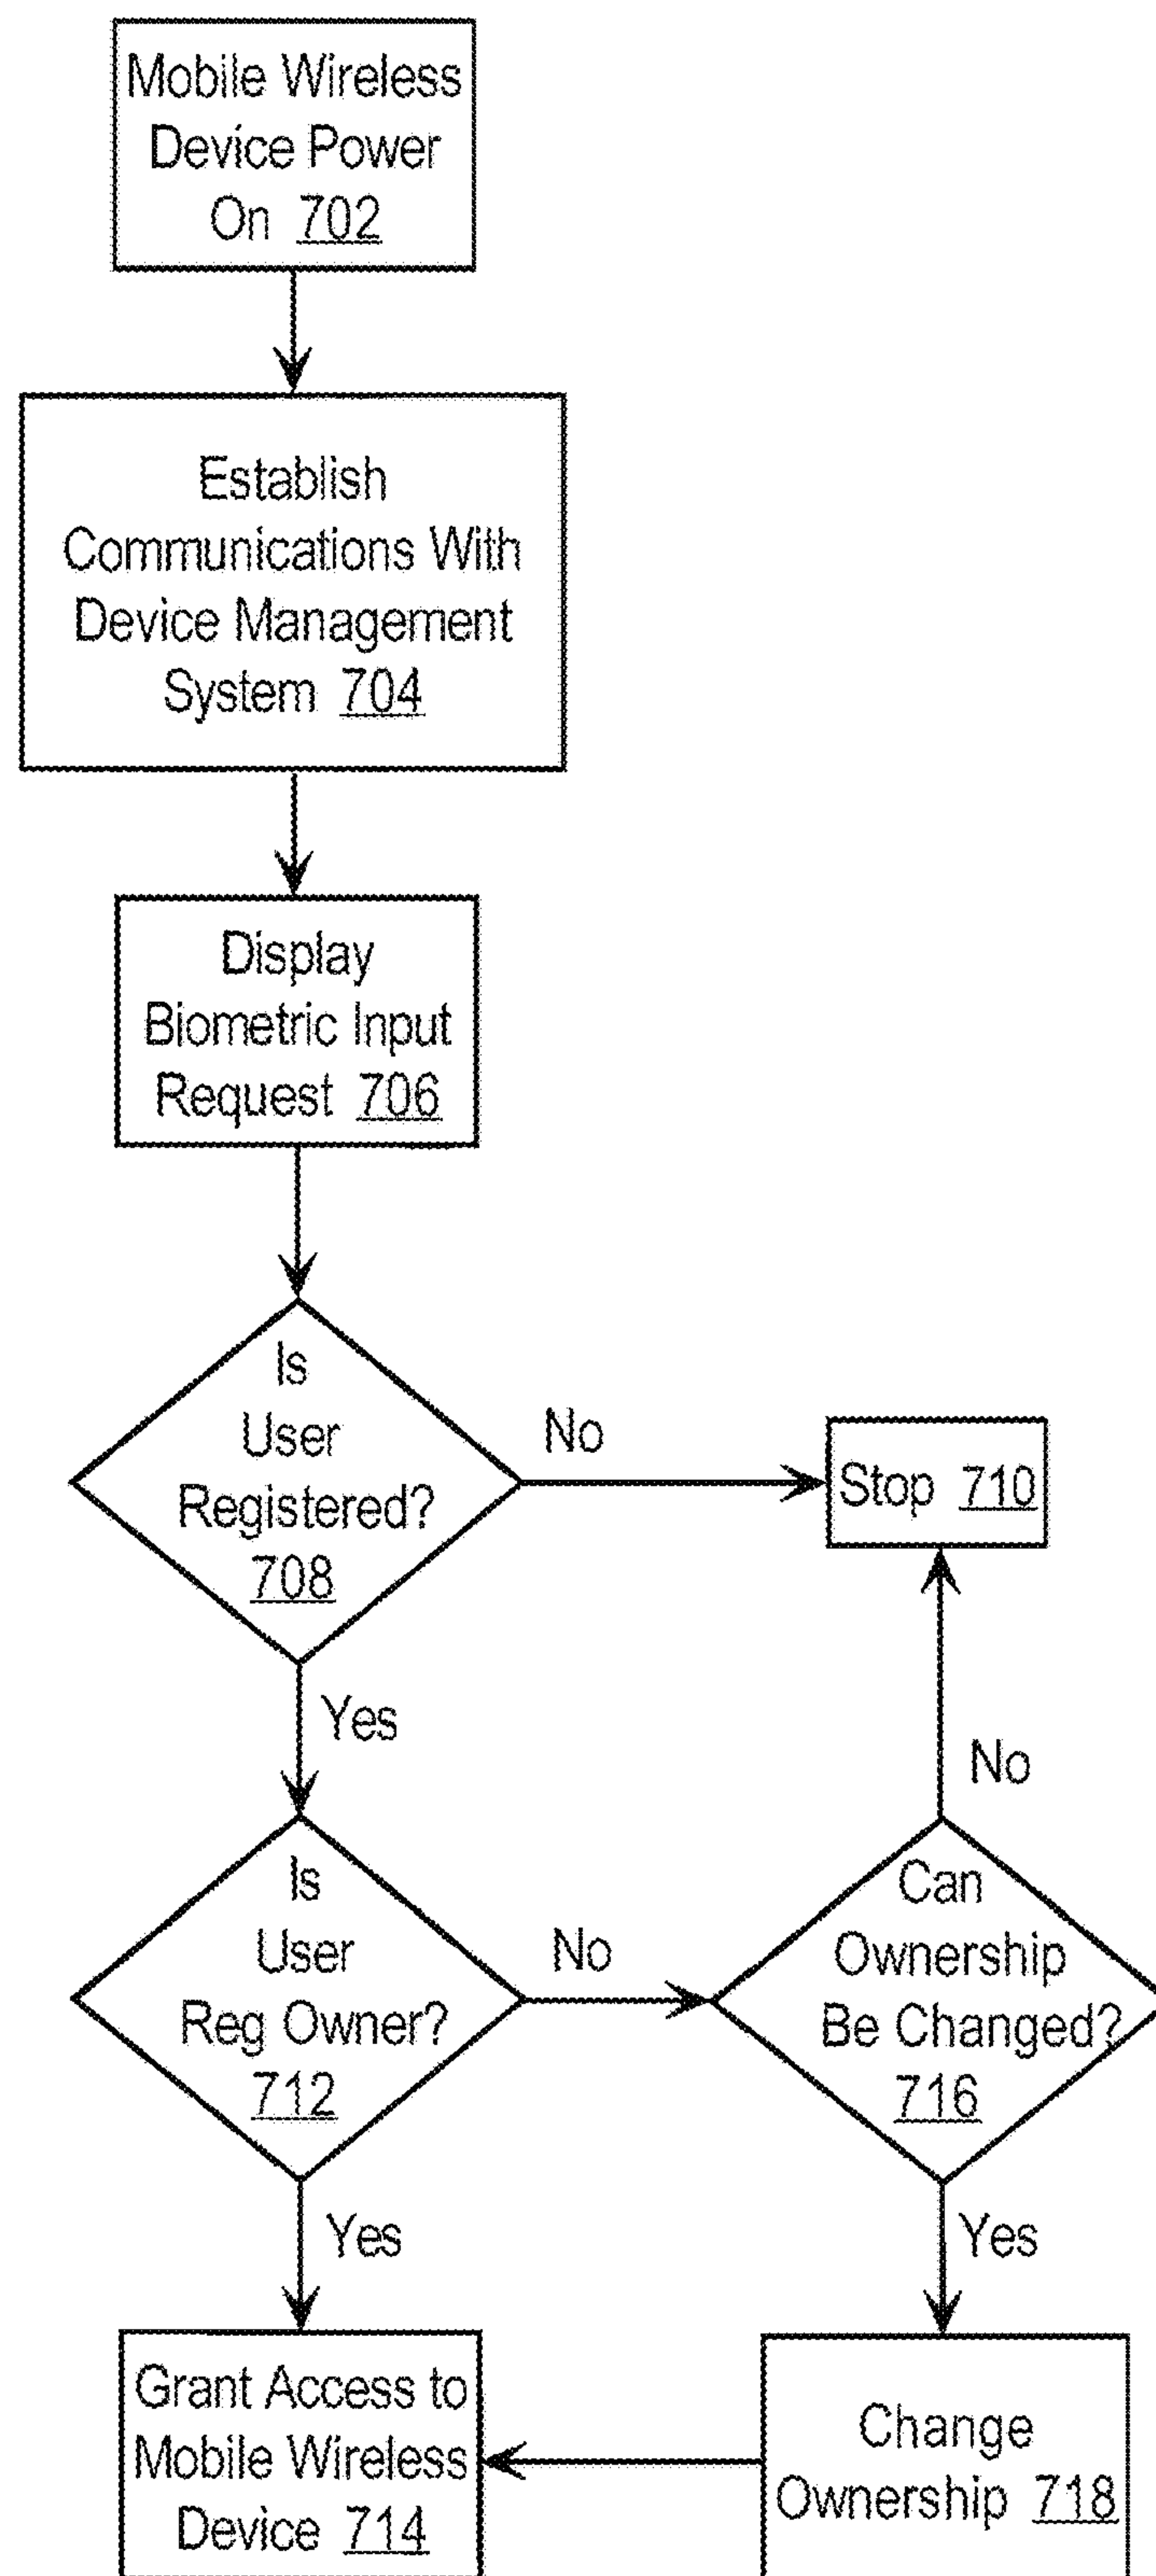 Mobile Wireless
Device Power
On 702
Establish
Communications With
Device Management
System 704
Display
Biometric Input
Request 706
Is
User
Registered?
708
No
Stop 710
Yes
No
Is
User
Reg Owner?
712
No
Can
Ownership
Be Changed?
716
Yes
Yes
Grant Access to
Mobile Wireless
Device 714
Change
Ownership 718